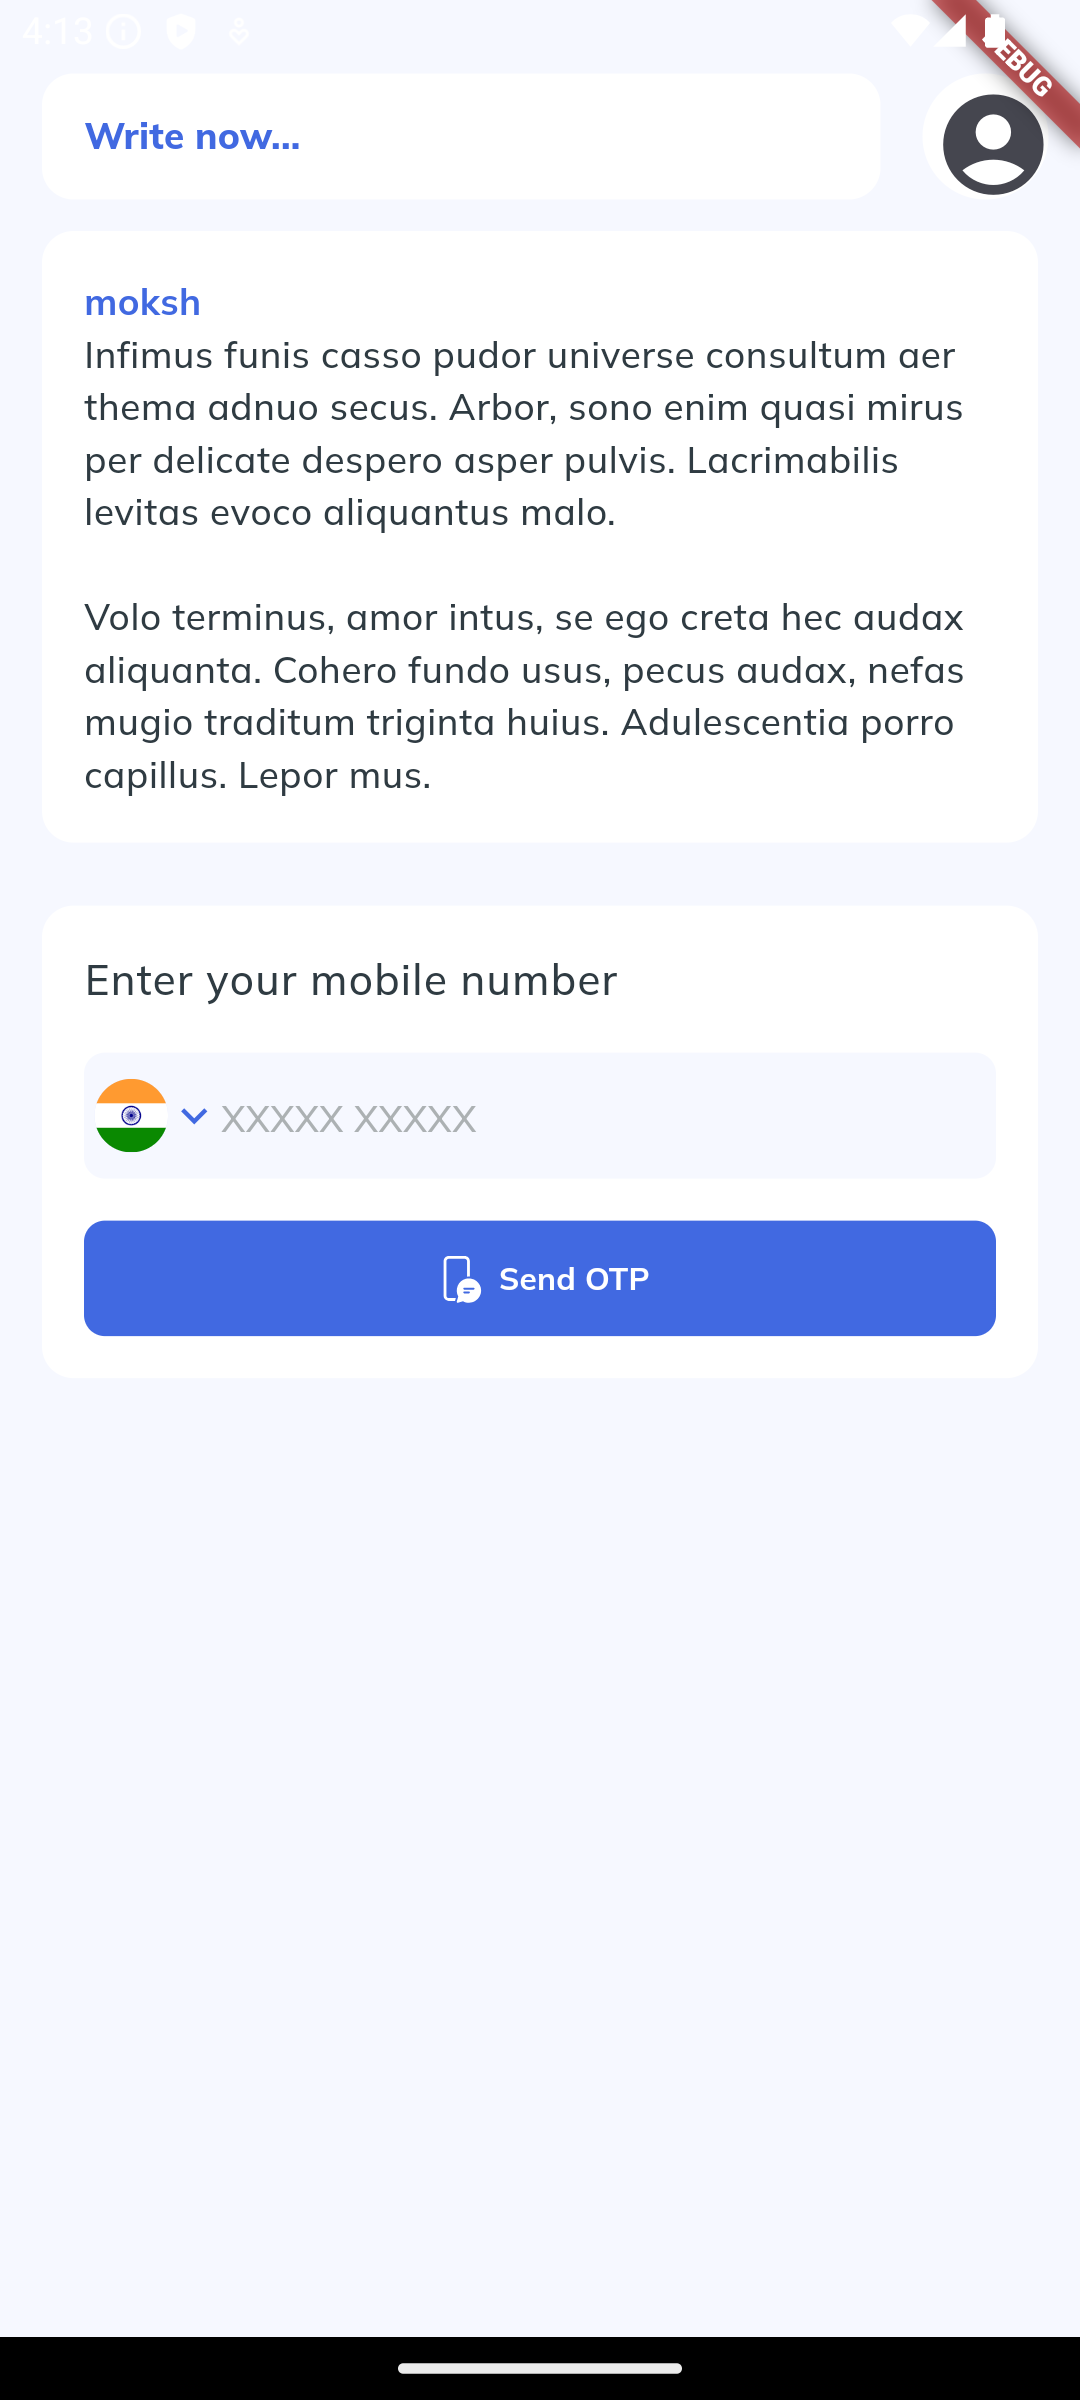 4:13
DEBUG
Write now...
moksh
Infimus funis casso pudor universe consultum aer
thema adnuo secus. Arbor, sono enim quasi mirus
per delicate despero asper pulvis. Lacrimabilis
levitas evoco aliquantus malo.
Volo terminus, amor intus, se ego creta hec audax
aliquanta. Cohero fundo usus, pecus audax, nefas
mugio traditum triginta huius. Adulescentia porro
capillus. Lepor mus.
Enter your mobile number
XXXXX XXXXX
Send OTP